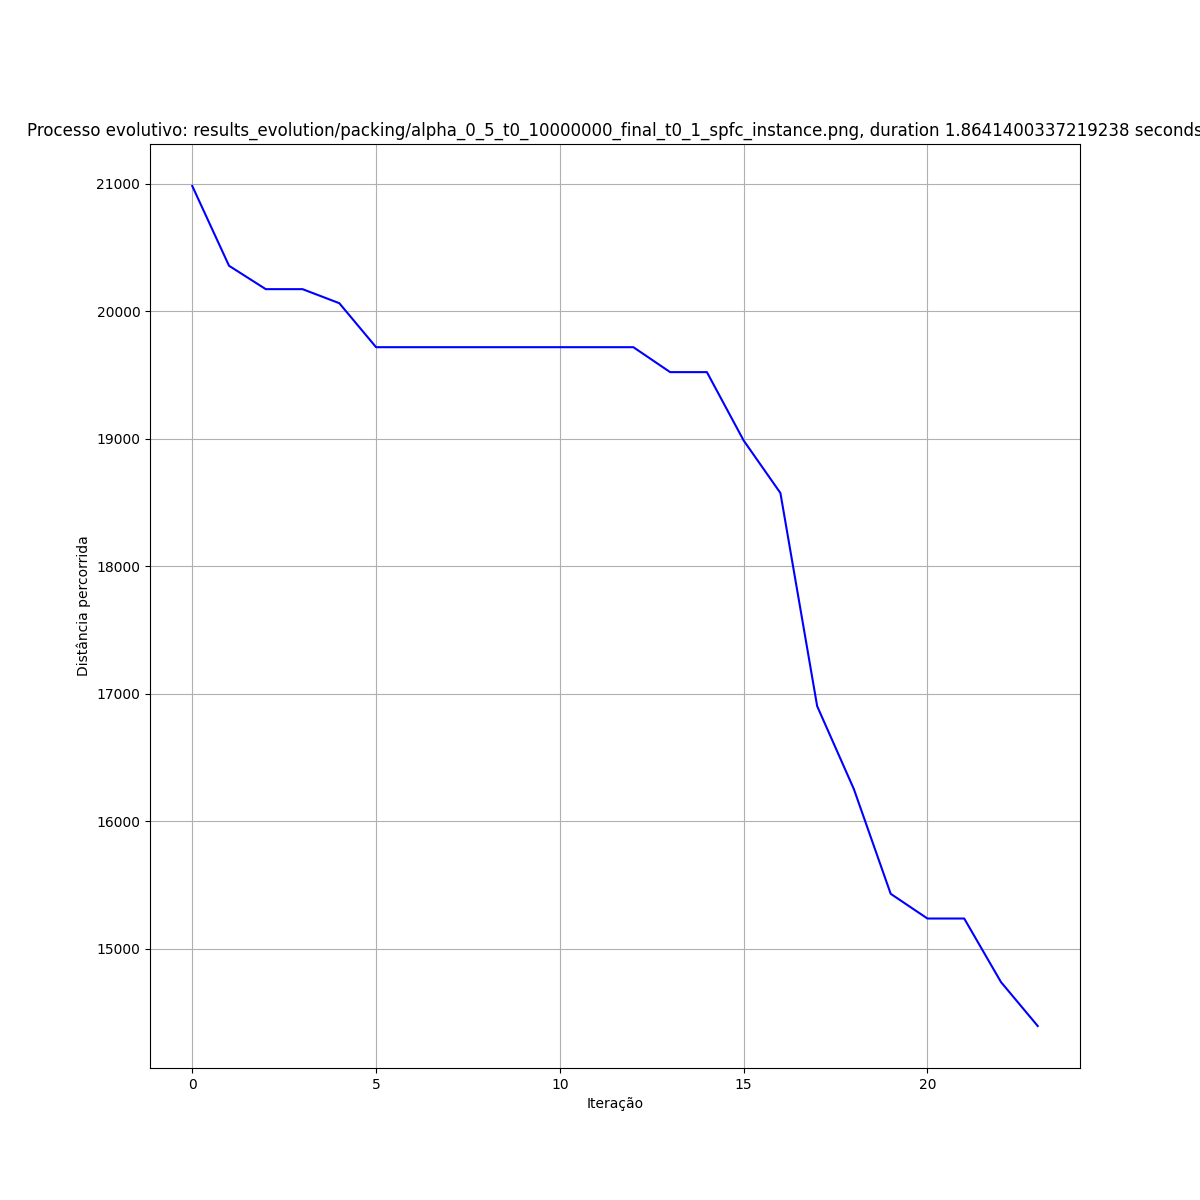 Processo evolutivo: results_evolution/packing/alpha_0_5_t0_10000000_final_t0_1_spfc_instance.png, duration 1.8641400337219238 seconds
21000
20000
19000
18000
17000
16000
15000
Distância percorrida
0 5 10 15 20
Iteração